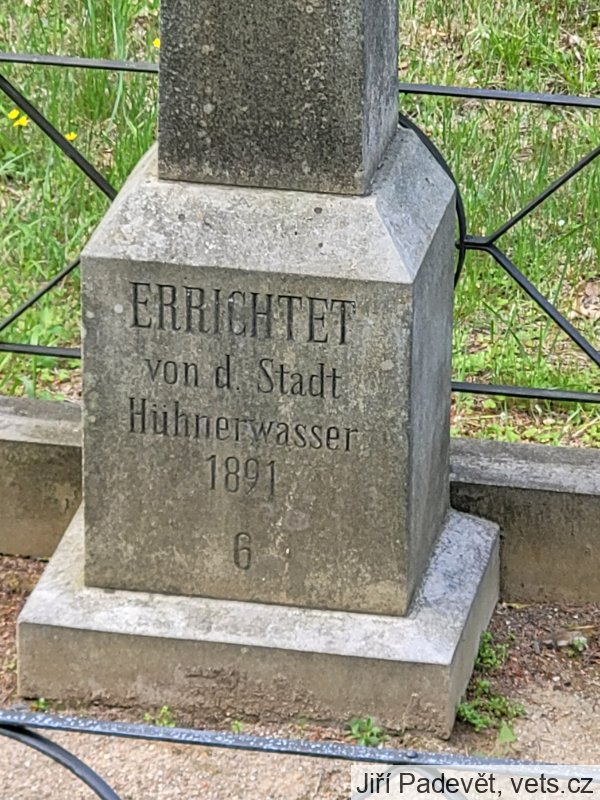 ERRICHTET
von d. Stadt
Hühnerwasser
1891
6
Jiří Padevět, vets.cz